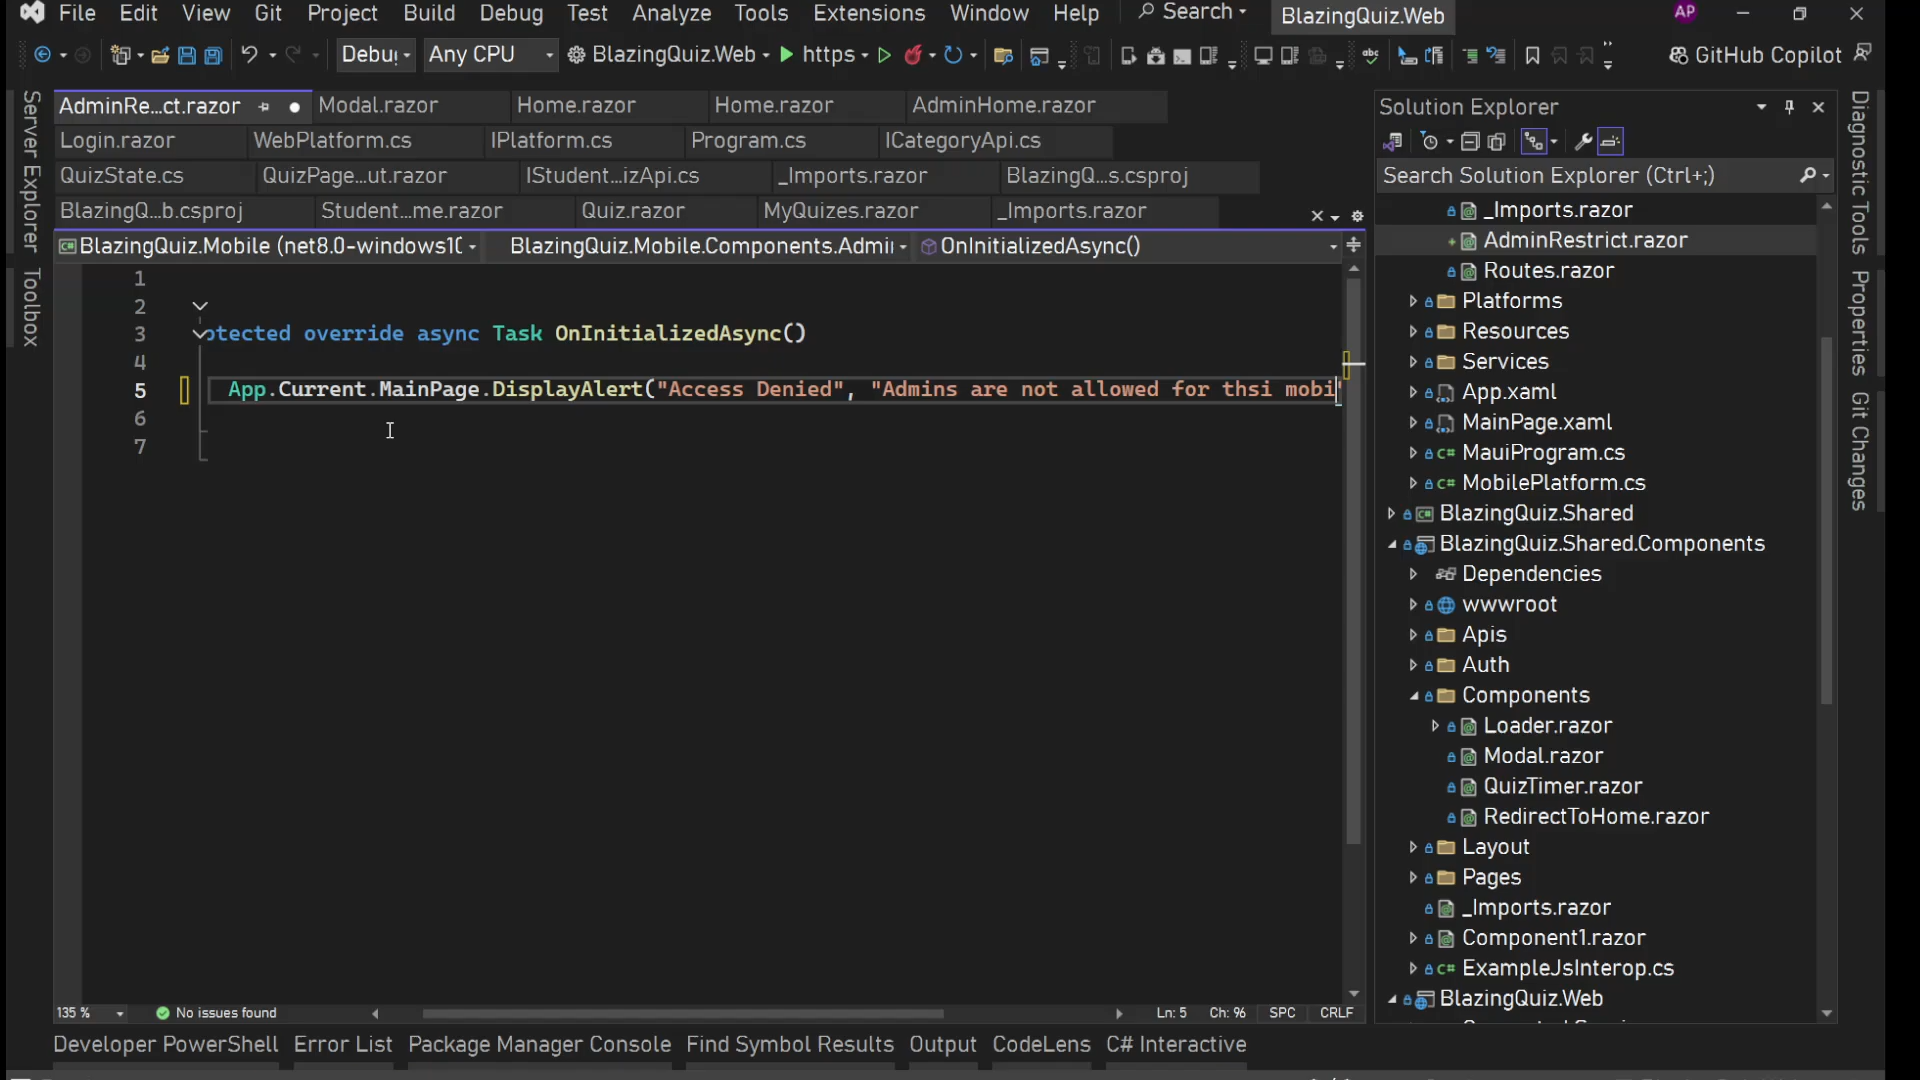 File Edit View Git Project Build Debug Test Analyze Tools Extensions Window Help Search BlazingQuiz.Web AP
Debug Any CPU BlazingQuiz.Web https GitHub Copilot
AdminRe...ct.razor Modal.razor Home.razor Home.razor AdminHome.razor
Login.razor WebPlatform.cs IPlatform.cs Program.cs ICategoryApi.cs
QuizState.cs QuizPage...ut.razor IStudent...izApi.cs _Imports.razor BlazingQ...s.csproj
BlazingQ...b.csproj Student...me.razor Quiz.razor MyQuizes.razor _Imports.razor
BlazingQuiz.Mobile (net8.0-windows10 BlazingQuiz.Mobile.Components.Admi OnInitializedAsync()
1
2
3 otected override async Task OnInitializedAsync()
4
5 App.Current.MainPage.DisplayAlert("Access Denied", "Admins are not allowed for thsi mobi"
6
7
135 % No issues found Ln: 5 Ch: 96 SPC CRLF
Developer PowerShell Error List Package Manager Console Find Symbol Results Output CodeLens C# Interactive
Server Explorer
Toolbox
Solution Explorer
Search Solution Explorer (Ctrl+;)
_Imports.razor
AdminRestrict.razor
Routes.razor
Platforms
Resources
Services
App.xaml
MainPage.xaml
MauiProgram.cs
MobilePlatform.cs
BlazingQuiz.Shared
BlazingQuiz.Shared.Components
Dependencies
wwwroot
Apis
Auth
Components
Loader.razor
Modal.razor
QuizTimer.razor
RedirectToHome.razor
Layout
Pages
_Imports.razor
Component1.razor
ExampleJsInterop.cs
BlazingQuiz.Web
Diagnostic Tools
Properties
Git Changes